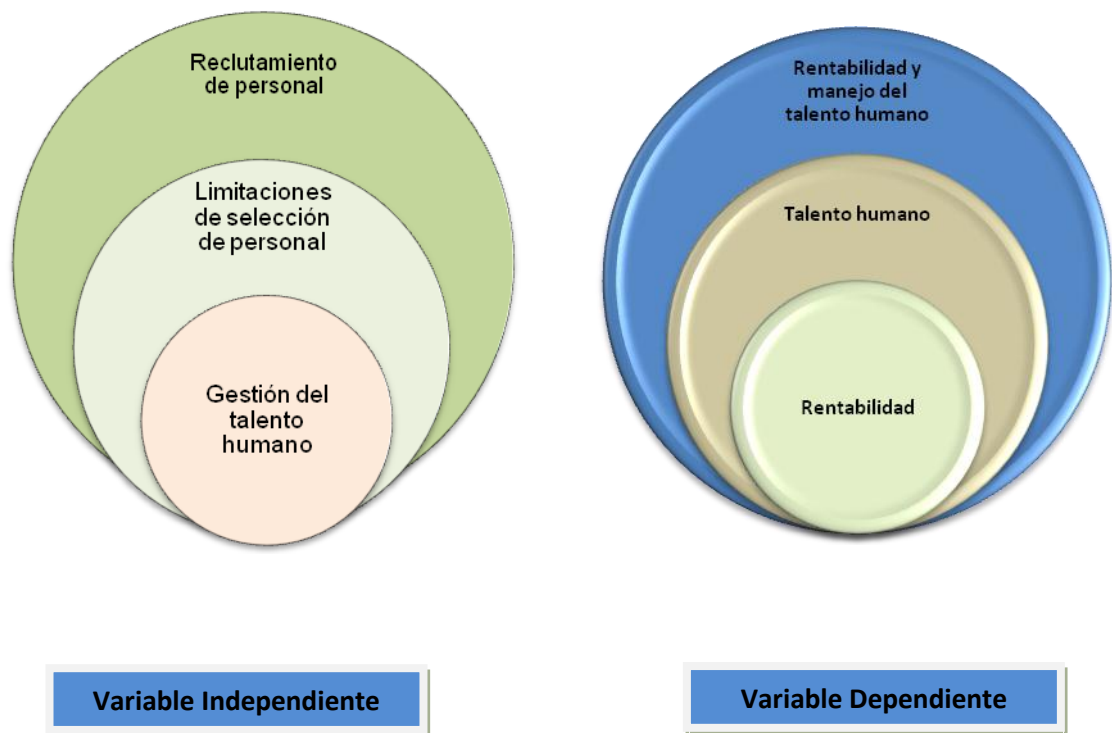 Reclutamiento
de personal
Limitaciones
de selección
de personal
Gestión del
talento
humano
Rentabilidad y
manejo del
talento humano
Talento humano
Rentabilidad
Variable Independiente
Variable Dependiente